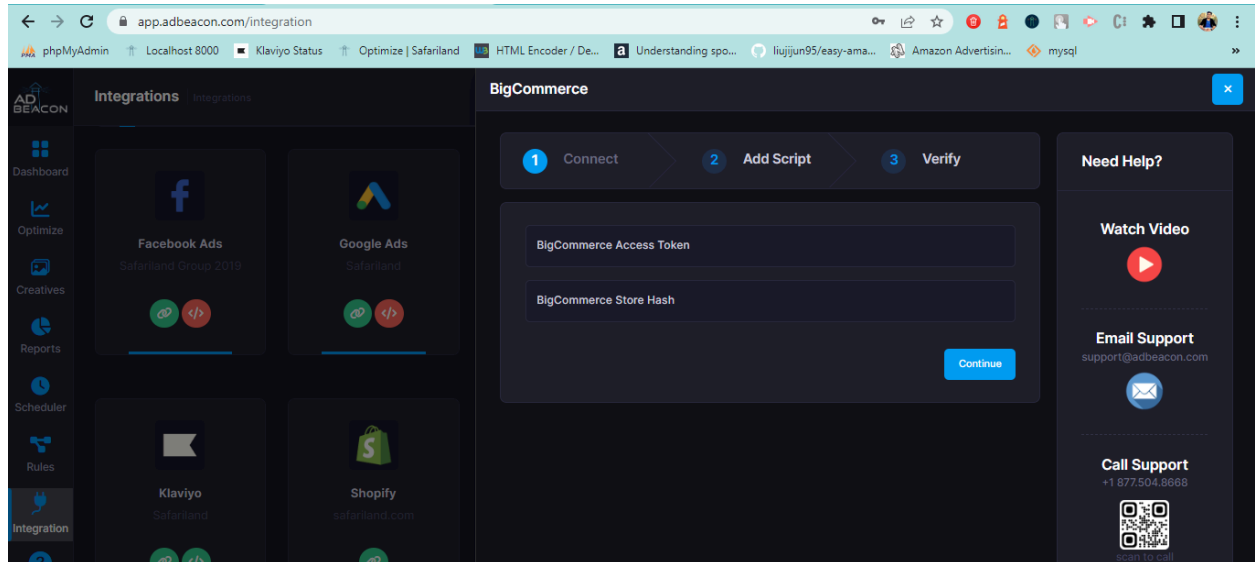 app.adbeacon.com/integration
phpMyAdmin
Localhost 8000
Klaviyo Status
Optimize | Safariland
HTML Encoder / De...
Understanding spo...
liujijun95/easy-ama...
Amazon Advertisin...
mysql
»
AD
BEACON
Integrations Integrations
BigCommerce
×
Dashboard
Optimize
Creatives
Reports
Scheduler
Rules
Integration
Facebook Ads
Safariland Group 2019
Google Ads
Safariland
Klaviyo
Safariland
Shopify
safariland.com
1 Connect
2 Add Script
3 Verify
BigCommerce Access Token
BigCommerce Store Hash
Continue
Need Help?
Watch Video
Email Support
support@adbeacon.com
Call Support
+1 877.504.8668
scan to call